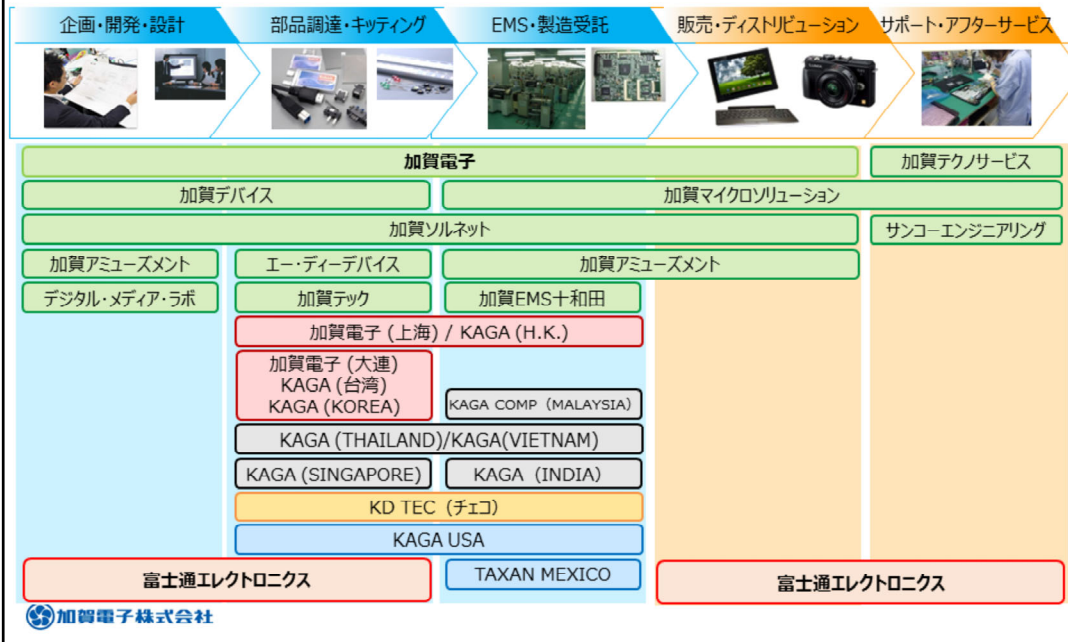 企画・開発・設計
部品調達・キッティング
EMS・製造受託
販売・ディストリビューション
サポート・アフターサービス
加賀電子
加賀テクノサービス
加賀デバイス
加賀マイクロソリューション
加賀ソルネット
サンコーエンジニアリング
加賀アミューズメント
エー・ディーデバイス
加賀アミューズメント
デジタル・メディア・ラボ
加賀テック
加賀EMS十和田
加賀電子 (上海) / KAGA (H.K.)
加賀電子 (大連)
KAGA (台湾)
KAGA (KOREA)
KAGA COMP (MALAYSIA)
KAGA (THAILAND)/KAGA(VIETNAM)
KAGA (SINGAPORE)
KAGA (INDIA)
KD TEC (チェコ)
KAGA USA
富士通エレクトロニクス
TAXAN MEXICO
富士通エレクトロニクス
加賀電子株式会社